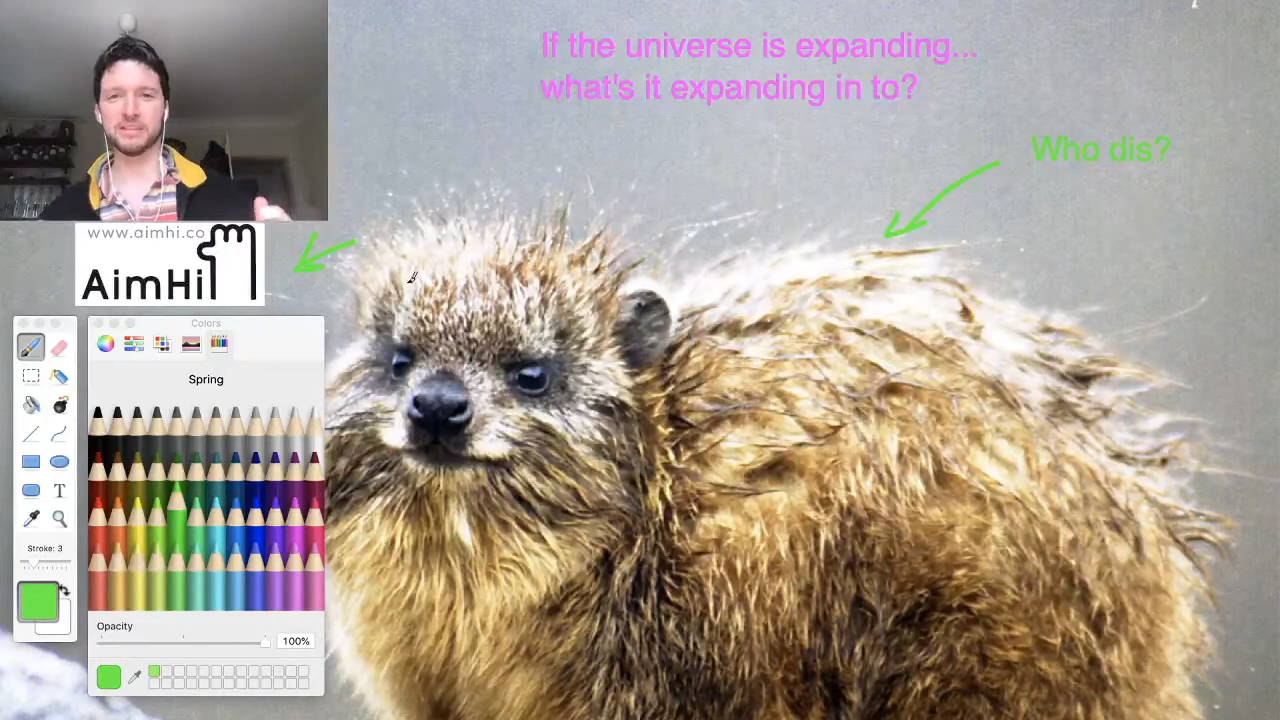 If the universe is expanding...
what's it expanding in to?
Who dis?
www.aimhi.co
AimHi
Colors
Spring
T
Stroke: 3
Opacity
100%